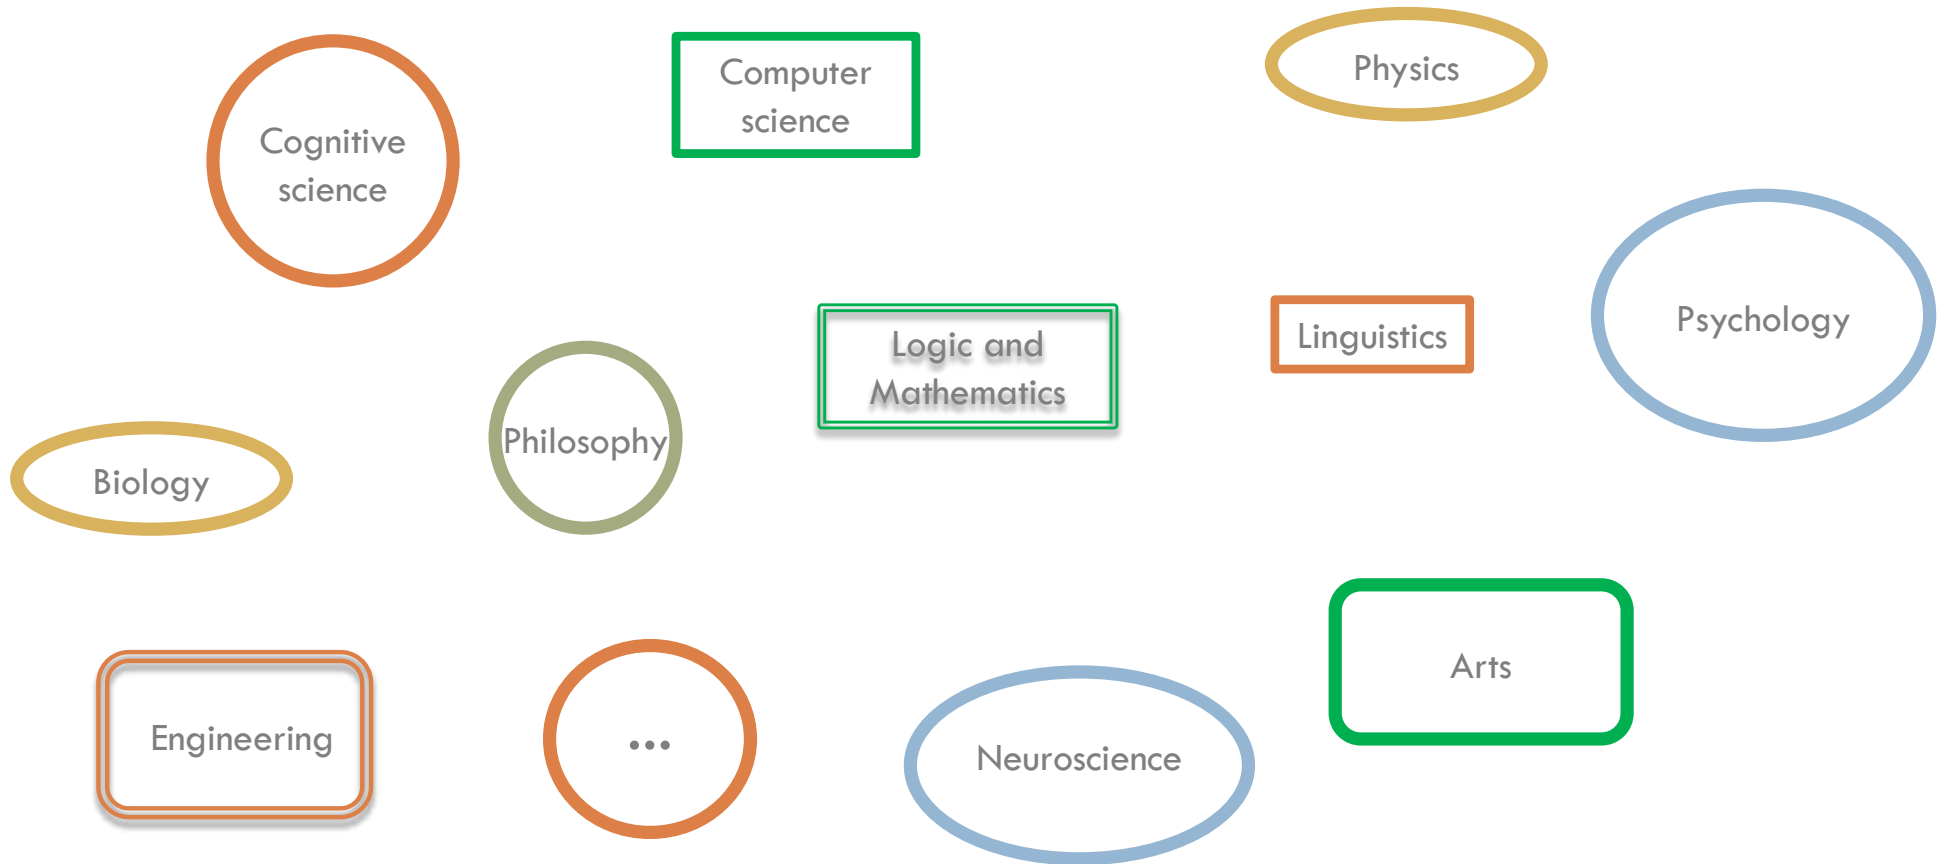 Computer
science
Physics
Cognitive
science
Psychology
Linguistics
Logic and
Mathematics
Philosophy
Biology
Arts
Engineering
...
Neuroscience